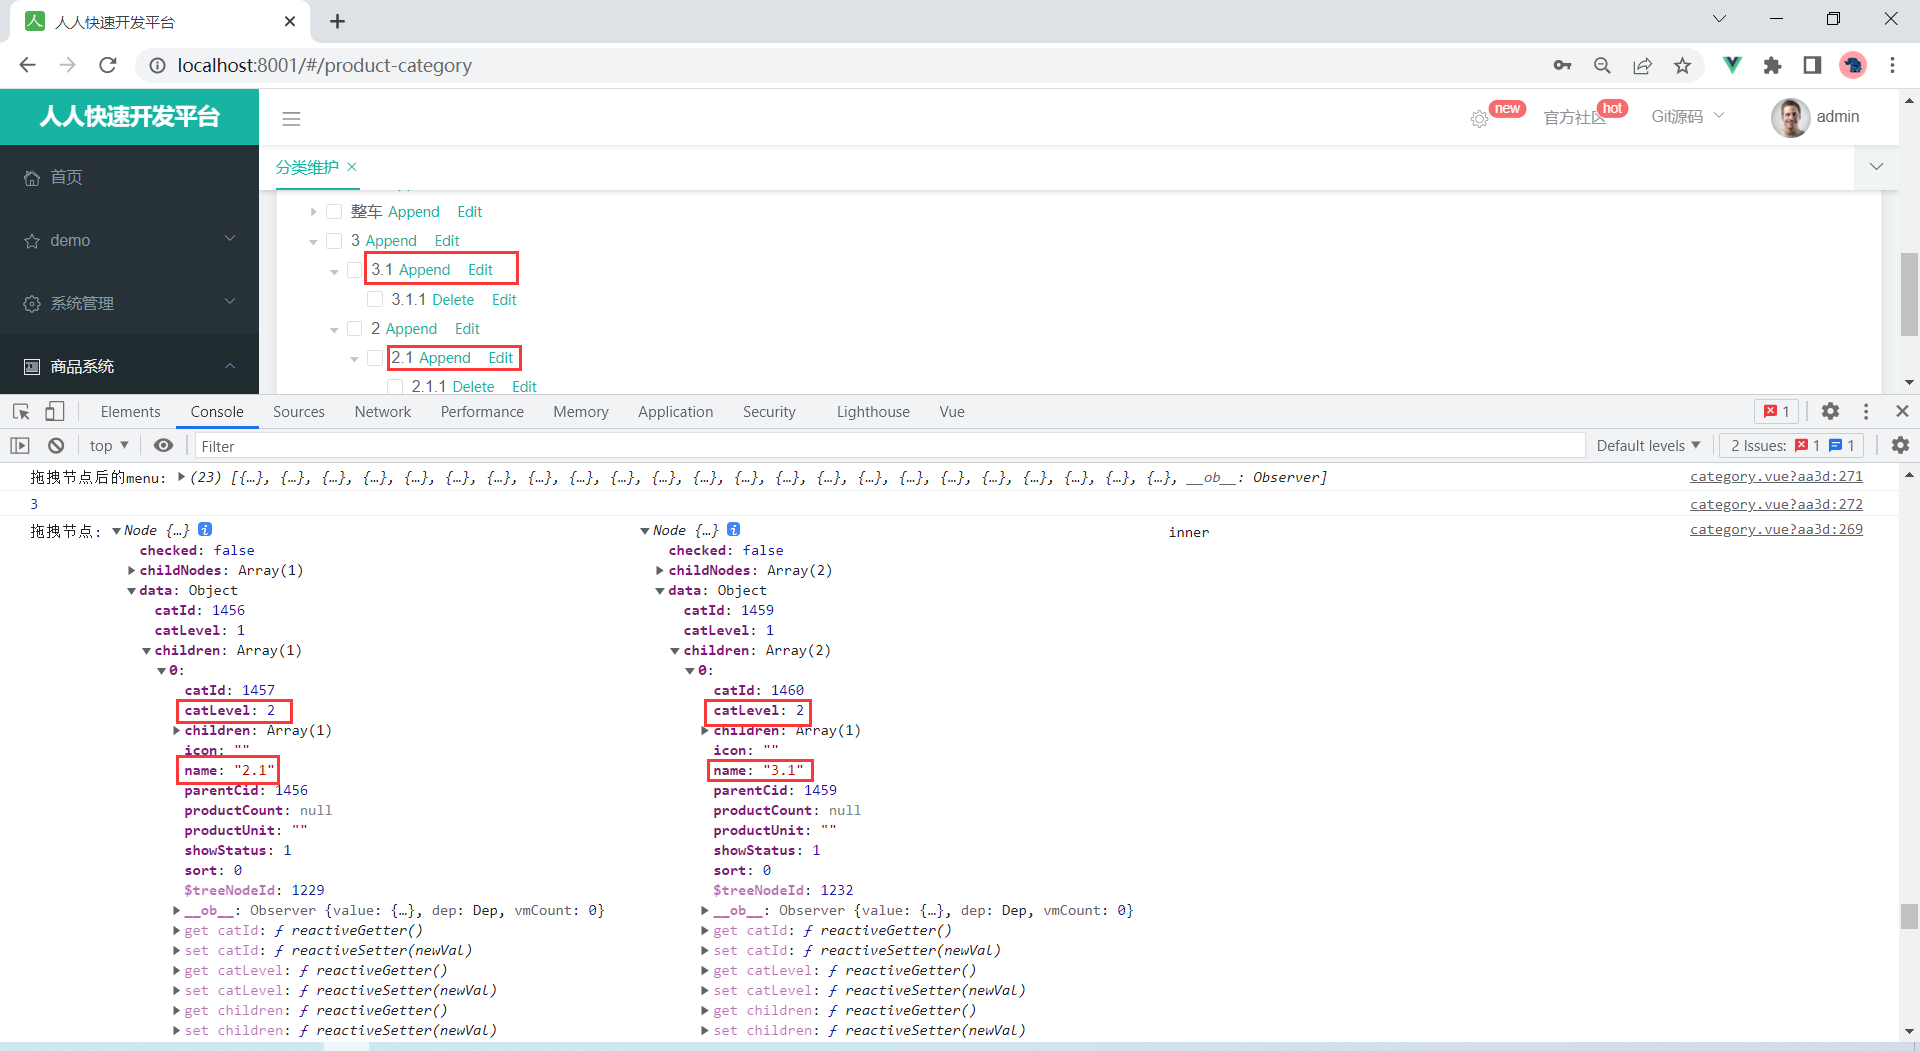 人人快速开发平台
localhost:8001/#/product-category
人人快速开发平台
new
官方社区
hot
Git源码
admin
首页
demo
系统管理
商品系统
分类维护
整车 Append Edit
3 Append Edit
3.1 Append Edit
3.1.1 Delete Edit
2 Append Edit
2.1 Append Edit
2.1.1 Delete Edit
Elements Console Sources Network Performance Memory Application Security Lighthouse Vue 1
top Filter Default levels 2 Issues: 1 1
拖拽节点后的menu: (23) [{…}, {…}, {…}, {…}, {…}, {…}, {…}, {…}, {…}, {…}, {…}, {…}, {…}, {…}, {…}, {…}, {…}, {…}, {…}, {…}, {…}, {…}, {…}, __ob__: Observer] category.vue?aa3d:271
3 category.vue?aa3d:272
拖拽节点: Node {…} Node {…} inner category.vue?aa3d:269
checked: false
childNodes: Array(1)
data: Object
catId: 1456
catLevel: 1
children: Array(1)
0:
catId: 1457
catLevel: 2
children: Array(1)
icon: ""
name: "2.1"
parentCid: 1456
productCount: null
productUnit: ""
showStatus: 1
sort: 0
$treeNodeId: 1229
__ob__: Observer {value: {…}, dep: Dep, vmCount: 0}
get catId: ƒ reactiveGetter()
set catId: ƒ reactiveSetter(newVal)
get catLevel: ƒ reactiveGetter()
set catLevel: ƒ reactiveSetter(newVal)
get children: ƒ reactiveGetter()
set children: ƒ reactiveSetter(newVal)
checked: false
childNodes: Array(2)
data: Object
catId: 1459
catLevel: 1
children: Array(2)
0:
catId: 1460
catLevel: 2
children: Array(1)
icon: ""
name: "3.1"
parentCid: 1459
productCount: null
productUnit: ""
showStatus: 1
sort: 0
$treeNodeId: 1232
__ob__: Observer {value: {…}, dep: Dep, vmCount: 0}
get catId: ƒ reactiveGetter()
set catId: ƒ reactiveSetter(newVal)
get catLevel: ƒ reactiveGetter()
set catLevel: ƒ reactiveSetter(newVal)
get children: ƒ reactiveGetter()
set children: ƒ reactiveSetter(newVal)